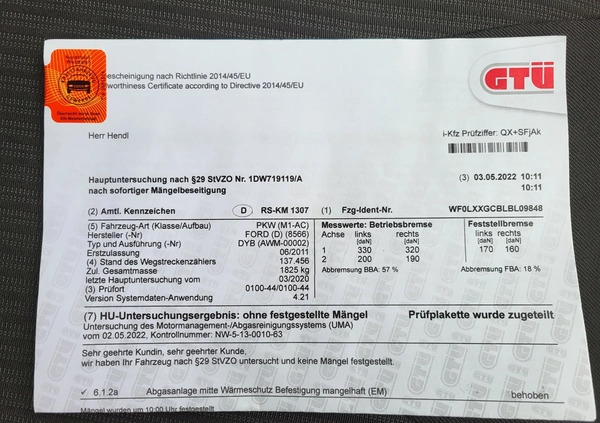 GTÜ
escheinigung nach Richtlinie 2014/45/EU
worthiness Certificate according to Directive 2014/45/EU
Herr Hendl
i-Kfz Prüfziffer: QX+SFjAk
Hauptuntersuchung nach §29 StVZO Nr. 1DW719119/A
nach sofortiger Mängelbeseitigung
(3) 03.05.2022 10:11
10:11
(2) Amtl. Kennzeichen D RS-KM 1307 (1) Fzg-Ident-Nr. WF0LXXGCBLBL09848
(5) Fahrzeug-Art (Klasse/Aufbau) PKW (M1-AC)
Hersteller (-Nr) FORD (D) (8566)
Typ und Ausführung (-Nr) DYB (AWM-00002)
Erstzulassung 06/2011
(4) Stand des Wegstreckenzählers 137.456
Zul. Gesamtmasse 1825 kg
letzte Hauptuntersuchung vom 03/2020
(3) Prüfort 0100-44/0100-44
Version Systemdaten-Anwendung 4.21
Messwerte: Betriebsbremse
Achse links rechts
[daN] [daN]
1 330 320
2 200 190
Abbremsung BBA: 57 %
Feststellbremse
links rechts
[daN] [daN]
170 160
Abbremsung FBA: 18 %
(7) HU-Untersuchungsergebnis: ohne festgestellte Mängel Prüfplakette wurde zugeteilt
Untersuchung des Motormanagement-/Abgasreinigungssystems (UMA)
vom 02.05.2022, Kontrollnummer: NW-5-13-0010-63
Sehr geehrte Kundin, sehr geehrter Kunde,
wir haben Ihr Fahrzeug nach §29 StVZO untersucht und keine Mängel festgestellt.
✓ 6.1.2a Abgasanlage mitte Wärmeschutz Befestigung mangelhaft (EM) behoben
Mängel wurden um 10:00 Uhr festgestellt